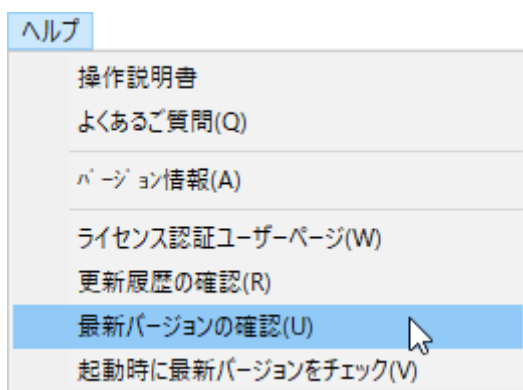 ヘルプ
操作説明書
よくあるご質問(Q)
バージョン情報(A)
ライセンス認証ユーザーページ(W)
更新履歴の確認(R)
最新バージョンの確認(U)
起動時に最新バージョンをチェック(V)